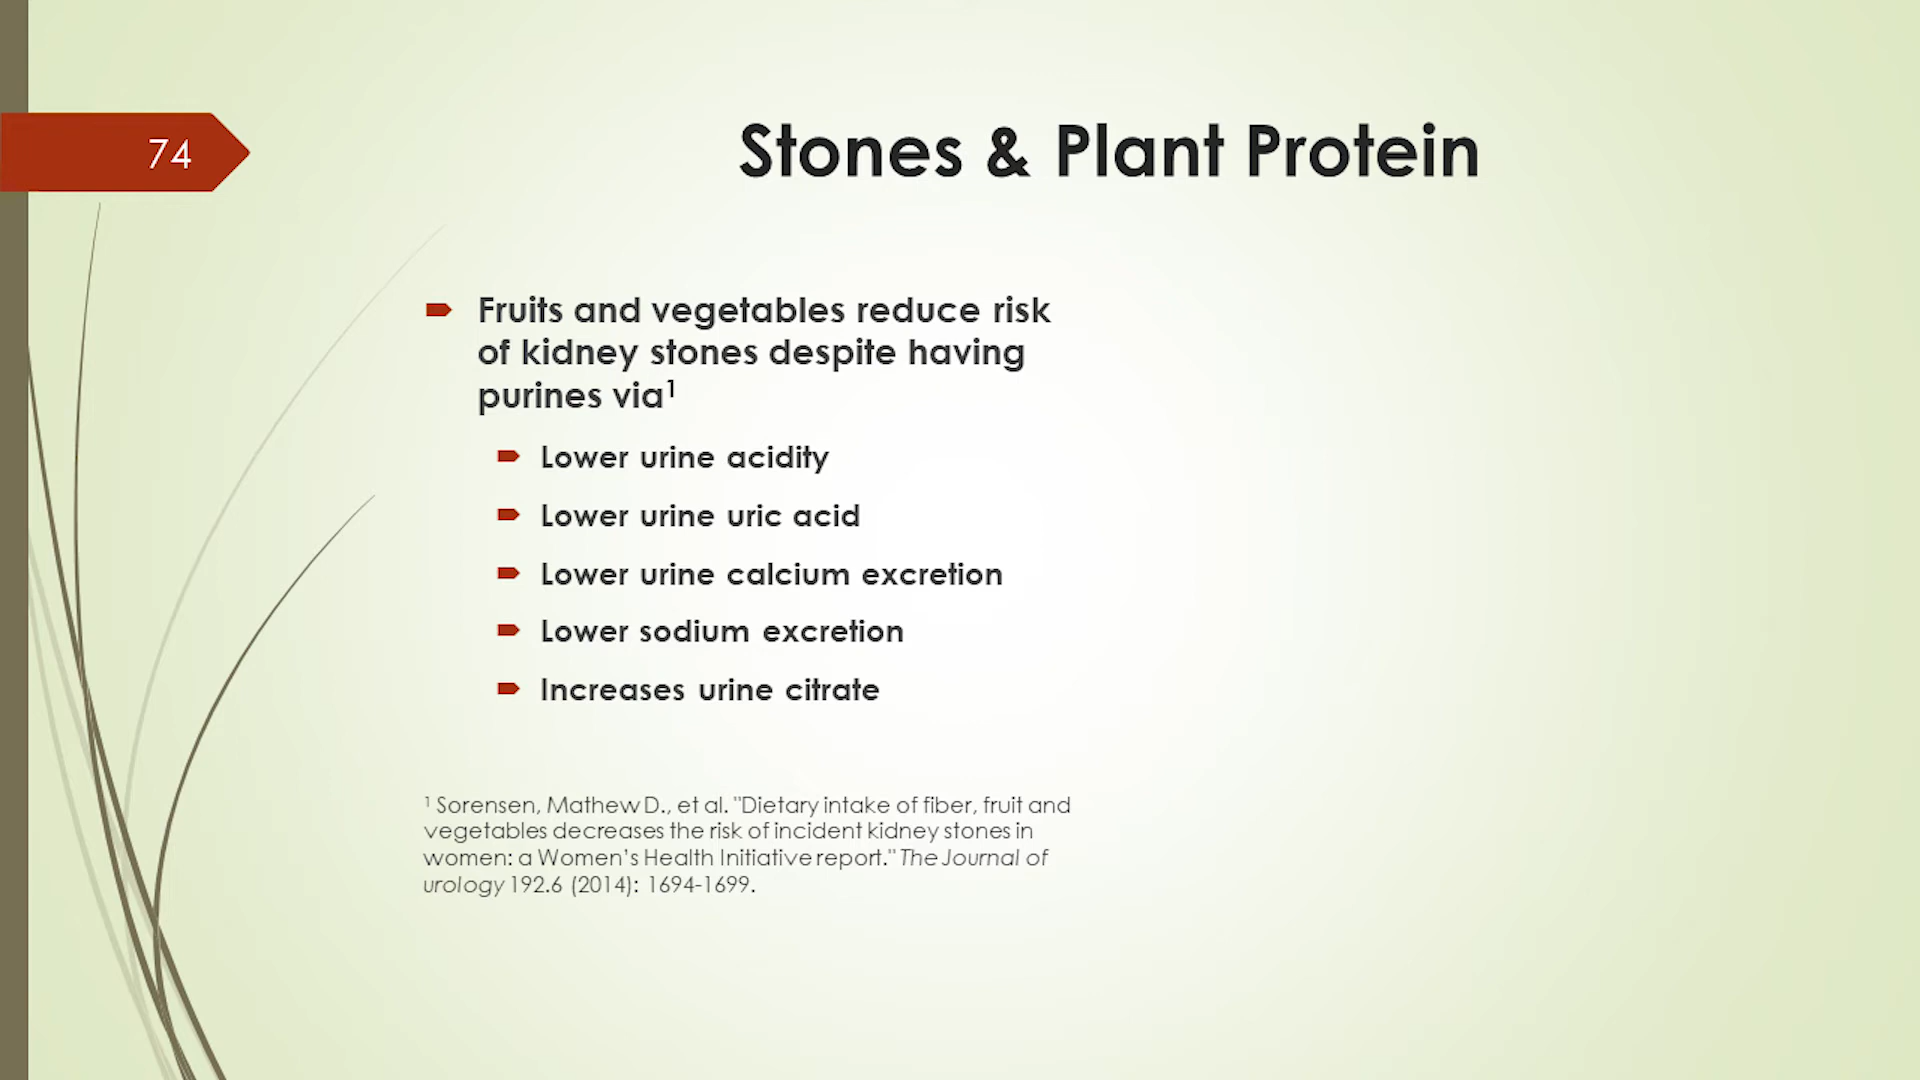 74
Stones & Plant Protein
Fruits and vegetables reduce risk
of kidney stones despite having
purines via¹
Lower urine acidity
Lower urine uric acid
Lower urine calcium excretion
Lower sodium excretion
Increases urine citrate
¹ Sorensen, Mathew D., et al. "Dietary intake of fiber, fruit and
vegetables decreases the risk of incident kidney stones in
women: a Women's Health Initiative report." The Journal of
urology 192.6 (2014): 1694-1699.